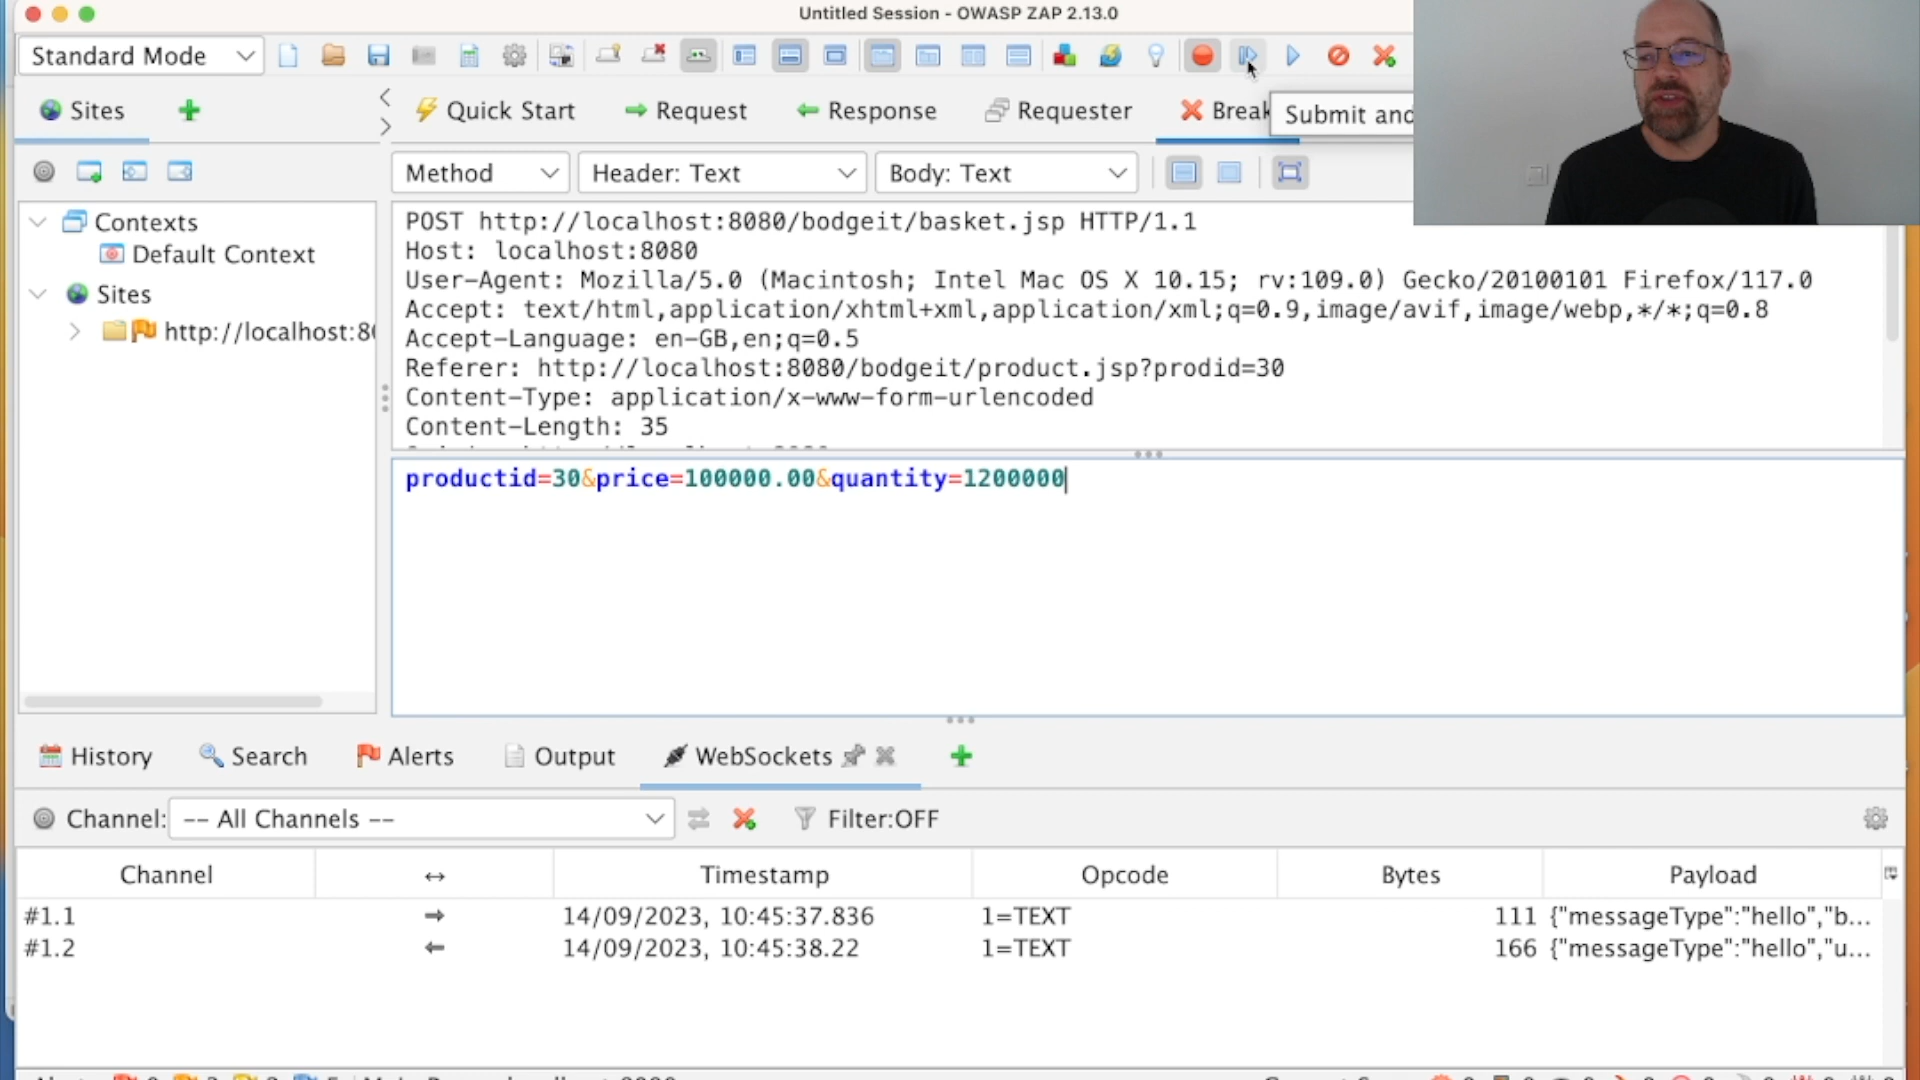 Untitled Session - OWASP ZAP 2.13.0
Standard Mode
Sites
Quick Start
Request
Response
Requester
Break
Submit and
Method
Header: Text
Body: Text
Contexts
Default Context
Sites
http://localhost:80
POST http://localhost:8080/bodgeit/basket.jsp HTTP/1.1
Host: localhost:8080
User-Agent: Mozilla/5.0 (Macintosh; Intel Mac OS X 10.15; rv:109.0) Gecko/20100101 Firefox/117.0
Accept: text/html,application/xhtml+xml,application/xml;q=0.9,image/avif,image/webp,*/*;q=0.8
Accept-Language: en-GB,en;q=0.5
Referer: http://localhost:8080/bodgeit/product.jsp?prodid=30
Content-Type: application/x-www-form-urlencoded
Content-Length: 35
productid=30&price=100000.00&quantity=1200000
History
Search
Alerts
Output
WebSockets
Channel: -- All Channels --
Filter:OFF
Channel ↔ Timestamp Opcode Bytes Payload
#1.1 → 14/09/2023, 10:45:37.836 1=TEXT 111 {"messageType":"hello","b...
#1.2 ← 14/09/2023, 10:45:38.22 1=TEXT 166 {"messageType":"hello","u...